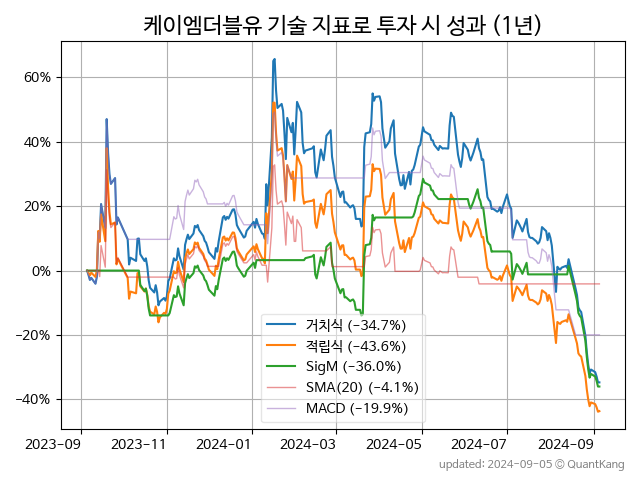 케이엠더블유 기술 지표로 투자 시 성과 (1년)
60%
40%
20%
0%
−20%
−40%
거치식 (−34.7%)
적립식 (−43.6%)
SigM (−36.0%)
SMA(20) (−4.1%)
MACD (−19.9%)
2023-09 2023-11 2024-01 2024-03 2024-05 2024-07 2024-09
updated: 2024-09-05 © QuantKang